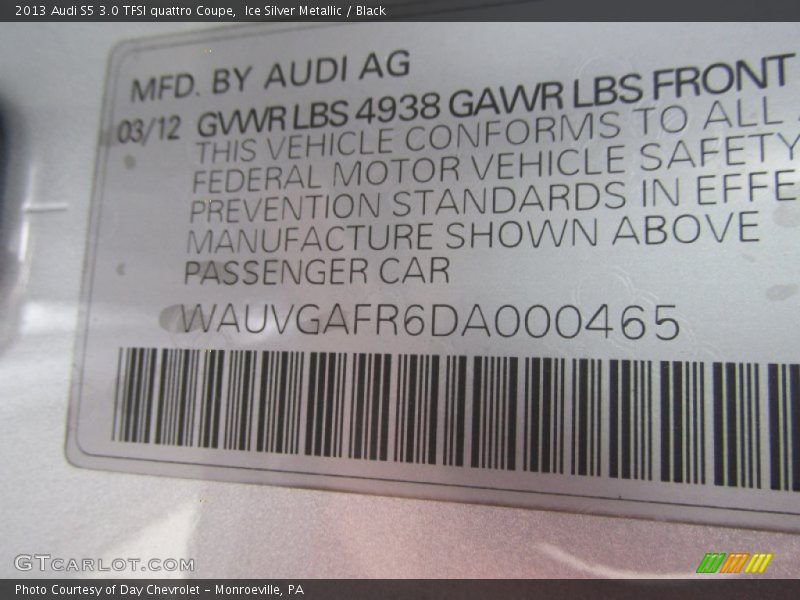 2013 Audi S5 3.0 TFSI quattro Coupe,  Ice Silver Metallic / Black
MFD. BY AUDI AG
03/12 GVWR LBS 4938 GAWR LBS FRONT
THIS VEHICLE CONFORMS TO ALL
FEDERAL MOTOR VEHICLE SAFETY
PREVENTION STANDARDS IN EFFE
MANUFACTURE SHOWN ABOVE
PASSENGER CAR
WAUVGAFR6DA000465
GTcarlot.com
Photo Courtesy of Day Chevrolet – Monroeville, PA